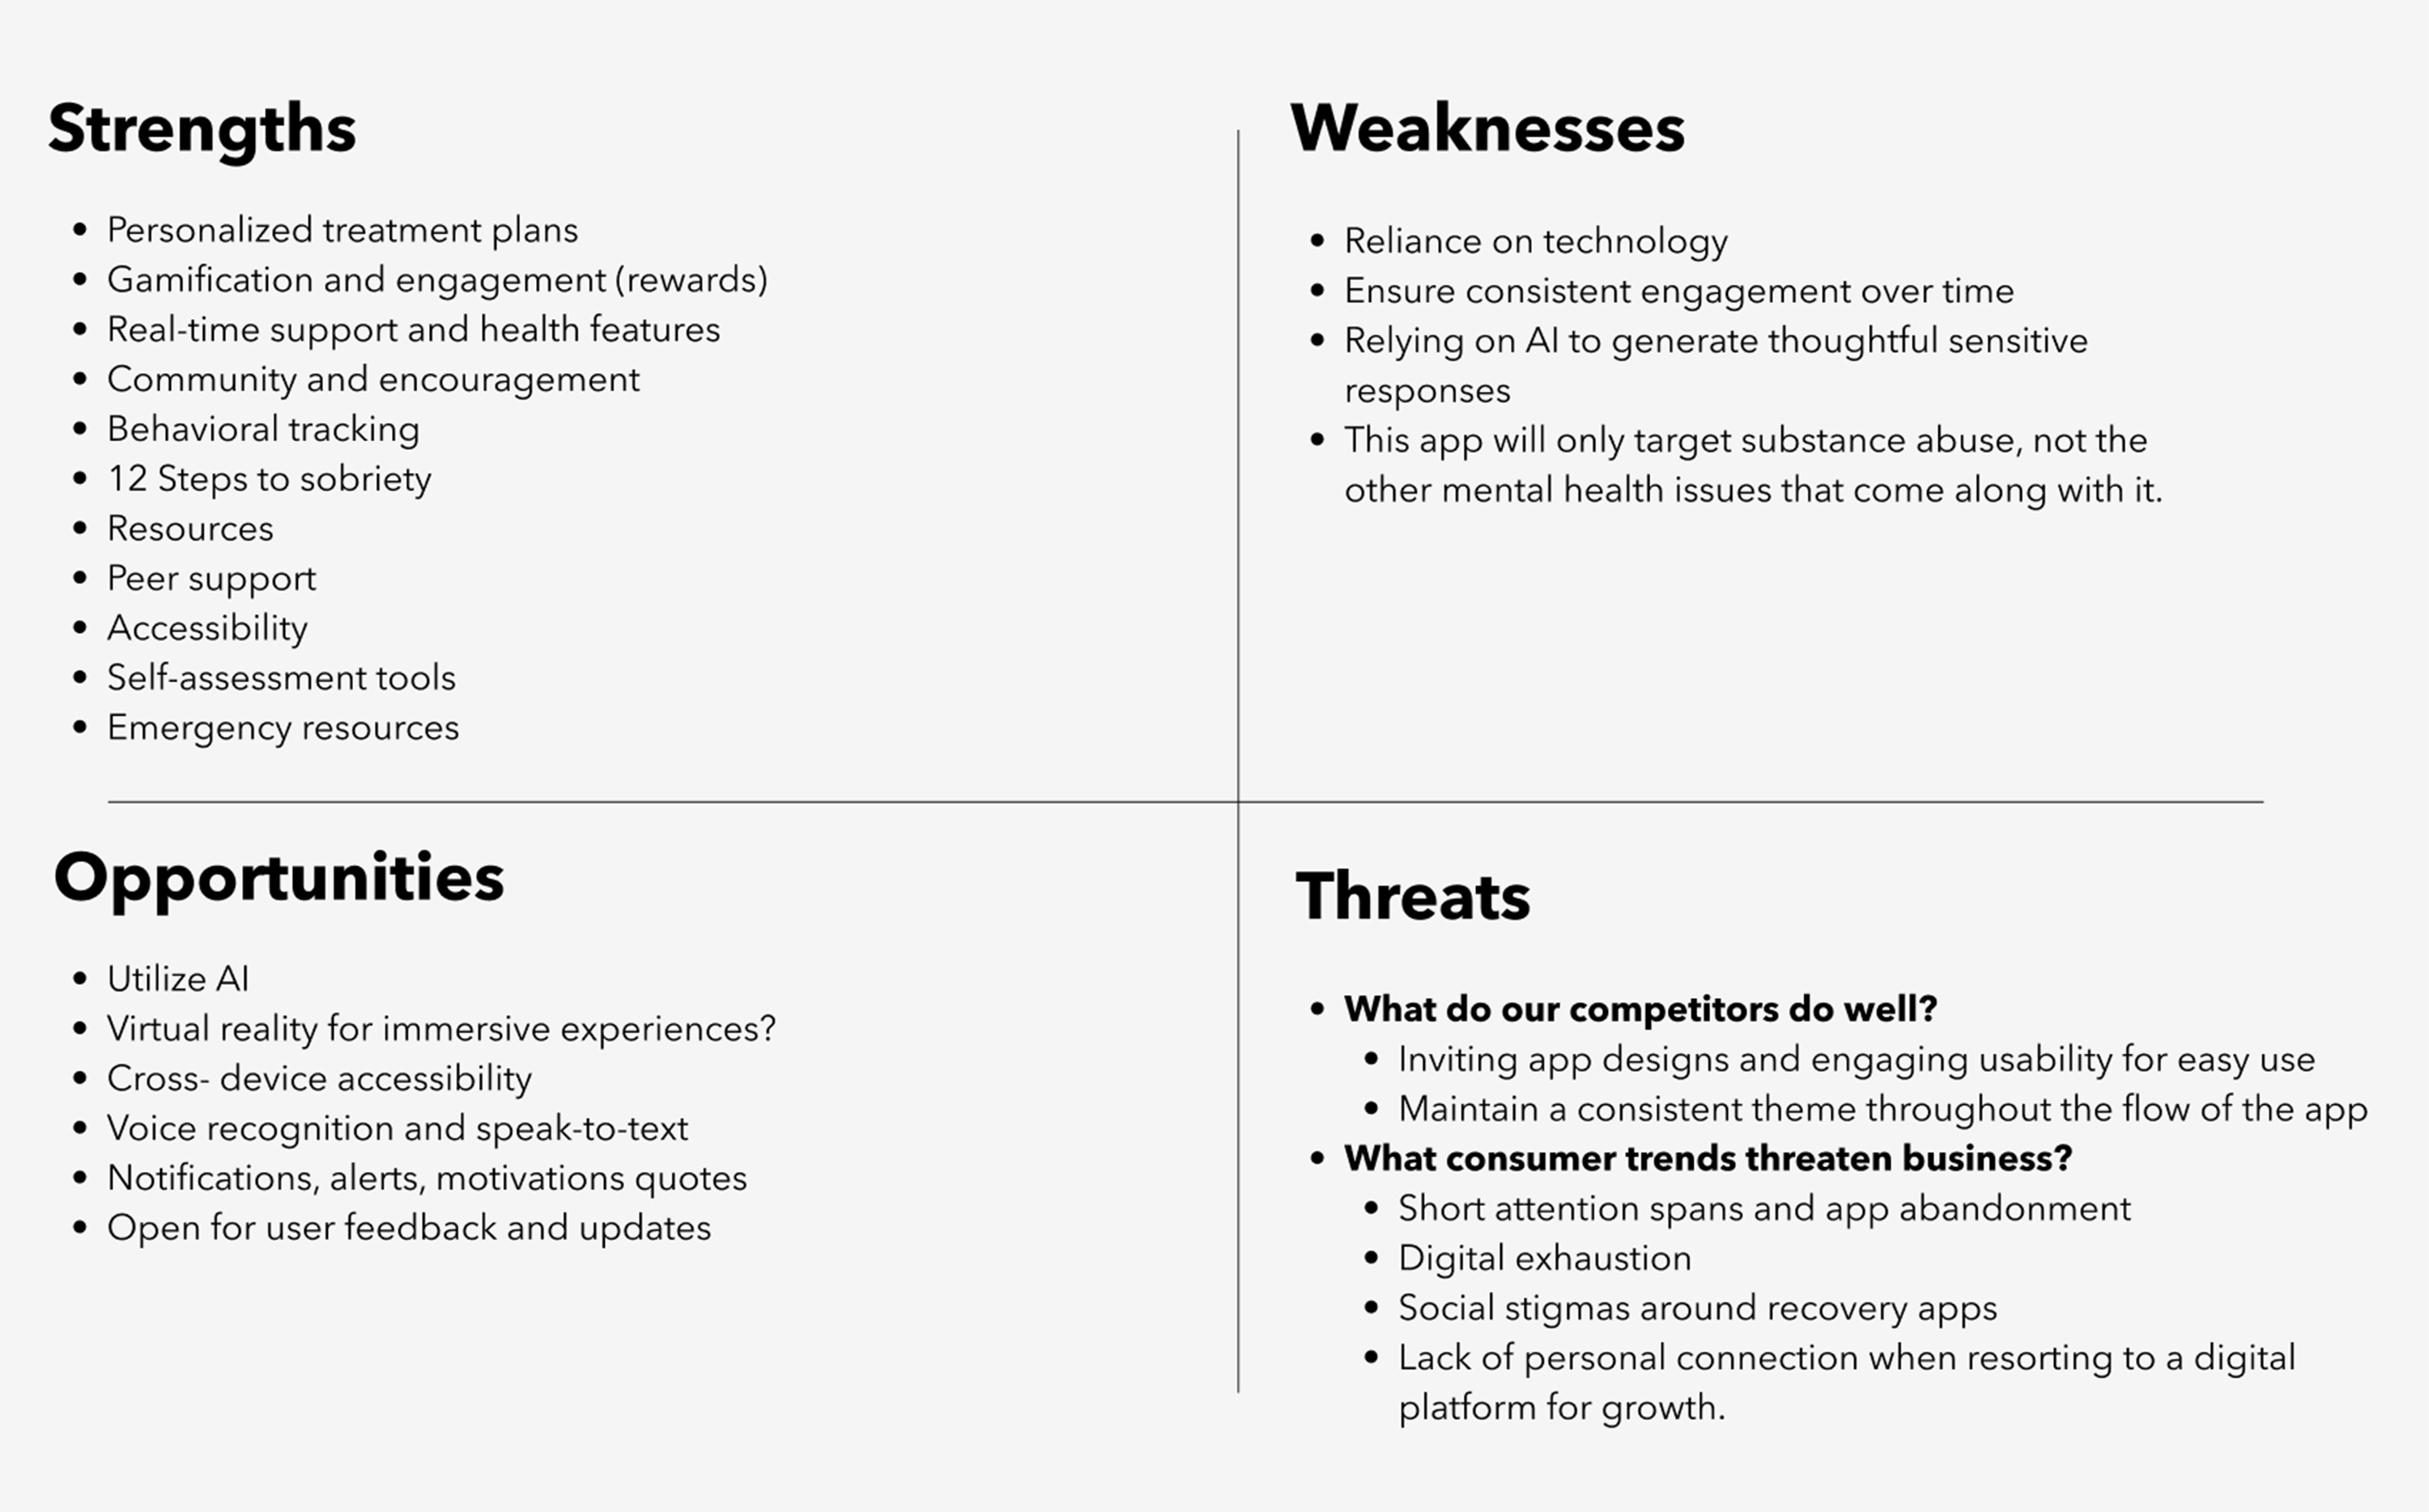 Strengths
• Personalized treatment plans
• Gamification and engagement (rewards)
• Real-time support and health features
• Community and encouragement
• Behavioral tracking
• 12 Steps to sobriety
• Resources
• Peer support
• Accessibility
• Self-assessment tools
• Emergency resources
Weaknesses
• Reliance on technology
• Ensure consistent engagement over time
• Relying on AI to generate thoughtful sensitive
responses
• This app will only target substance abuse, not the
other mental health issues that come along with it.
Opportunities
• Utilize AI
• Virtual reality for immersive experiences?
• Cross- device accessibility
• Voice recognition and speak-to-text
• Notifications, alerts, motivations quotes
• Open for user feedback and updates
Threats
• What do our competitors do well?
• Inviting app designs and engaging usability for easy use
• Maintain a consistent theme throughout the flow of the app
• What consumer trends threaten business?
• Short attention spans and app abandonment
• Digital exhaustion
• Social stigmas around recovery apps
• Lack of personal connection when resorting to a digital
platform for growth.